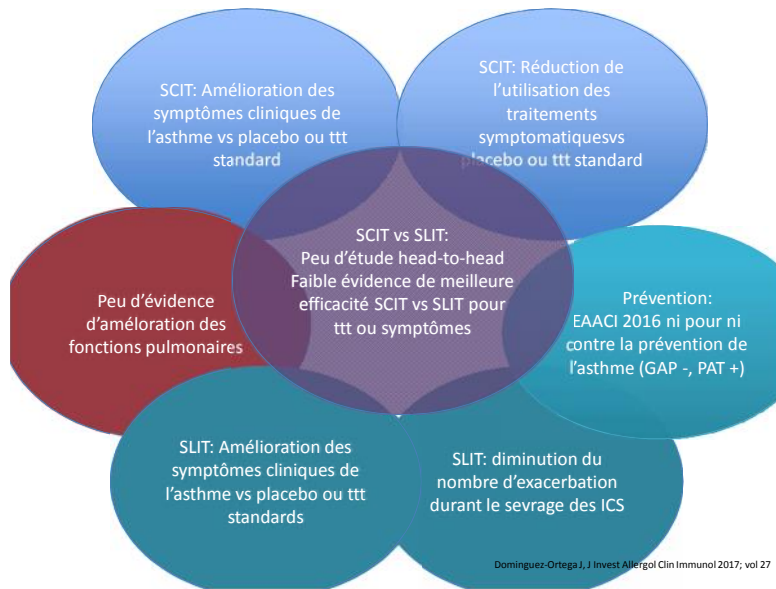 SCIT: Amélioration des
symptômes cliniques de
l'asthme vs placebo ou ttt
standard
SCIT: Réduction de
l'utilisation des
traitements
symptomatiquesvs
placebo ou ttt standard
SCIT vs SLIT:
Peu d'étude head-to-head
Faible évidence de meilleure
efficacité SCIT vs SLIT pour
ttt ou symptômes
Peu d'évidence
d'amélioration des
fonctions pulmonaires
Prévention:
EAACI 2016 ni pour ni
contre la prévention de
l'asthme (GAP -, PAT +)
SLIT: Amélioration des
symptômes cliniques de
l'asthme vs placebo ou ttt
standards
SLIT: diminution du
nombre d'exacerbation
durant le sevrage des ICS
Dominguez-Ortega J, J Invest Allergol Clin Immunol 2017; vol 27